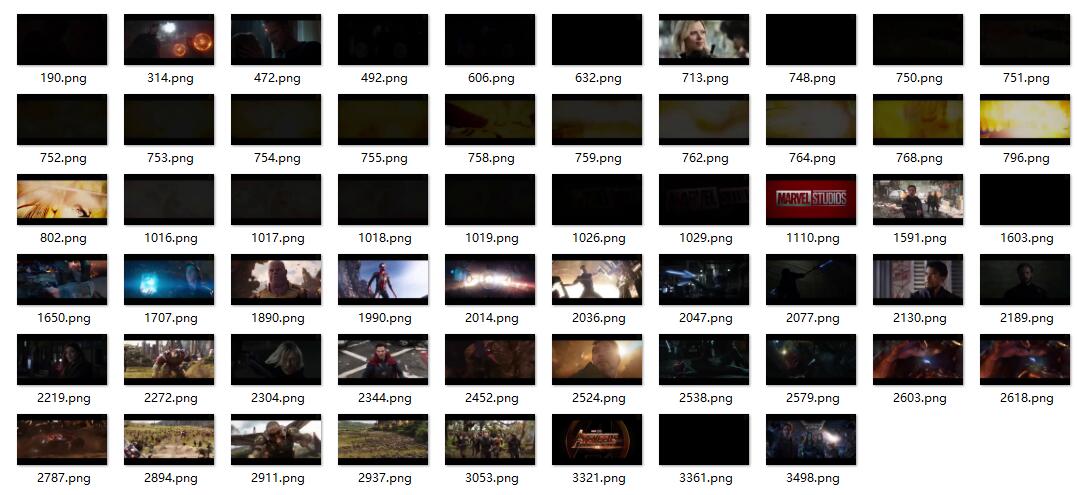 190.png 314.png 472.png 492.png 606.png 632.png 713.png 748.png 750.png 751.png
752.png 753.png 754.png 755.png 758.png 759.png 762.png 764.png 768.png 796.png
MARVEL STUDIOS
802.png 1016.png 1017.png 1018.png 1019.png 1026.png 1029.png 1110.png 1591.png 1603.png
1650.png 1707.png 1890.png 1990.png 2014.png 2036.png 2047.png 2077.png 2130.png 2189.png
2219.png 2272.png 2304.png 2344.png 2452.png 2524.png 2538.png 2579.png 2603.png 2618.png
AVENGERS
2787.png 2894.png 2911.png 2937.png 3053.png 3321.png 3361.png 3498.png